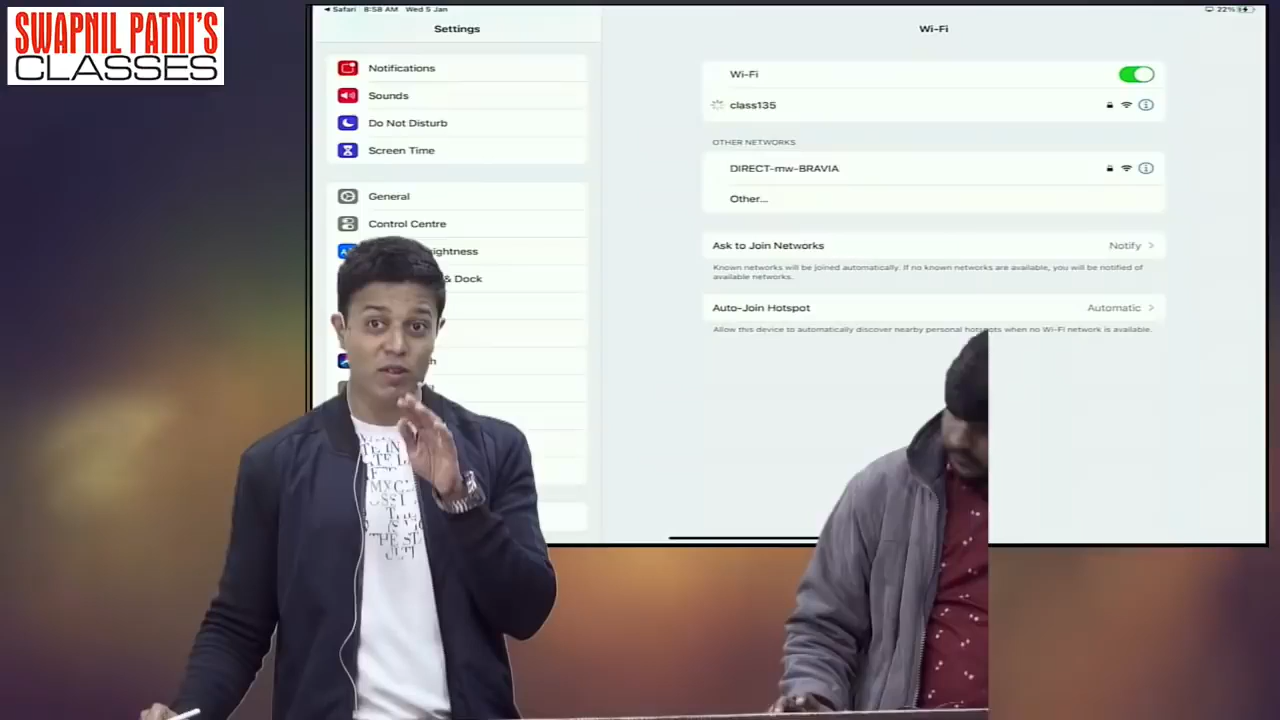 SWAPNIL PATNI'S
CLASSES
Safari 8:58 AM Wed 5 Jan
22%
Settings
Notifications
Sounds
Do Not Disturb
Screen Time
General
Control Centre
ightness
& Dock
h
Wi-Fi
Wi-Fi
class135
OTHER NETWORKS
DIRECT-mw-BRAVIA
Other...
Ask to Join Networks
Notify
Known networks will be joined automatically. If no known networks are available, you will be notified of
available networks.
Auto-Join Hotspot
Automatic
Allow this device to automatically discover nearby personal hotspots when no Wi-Fi network is available.